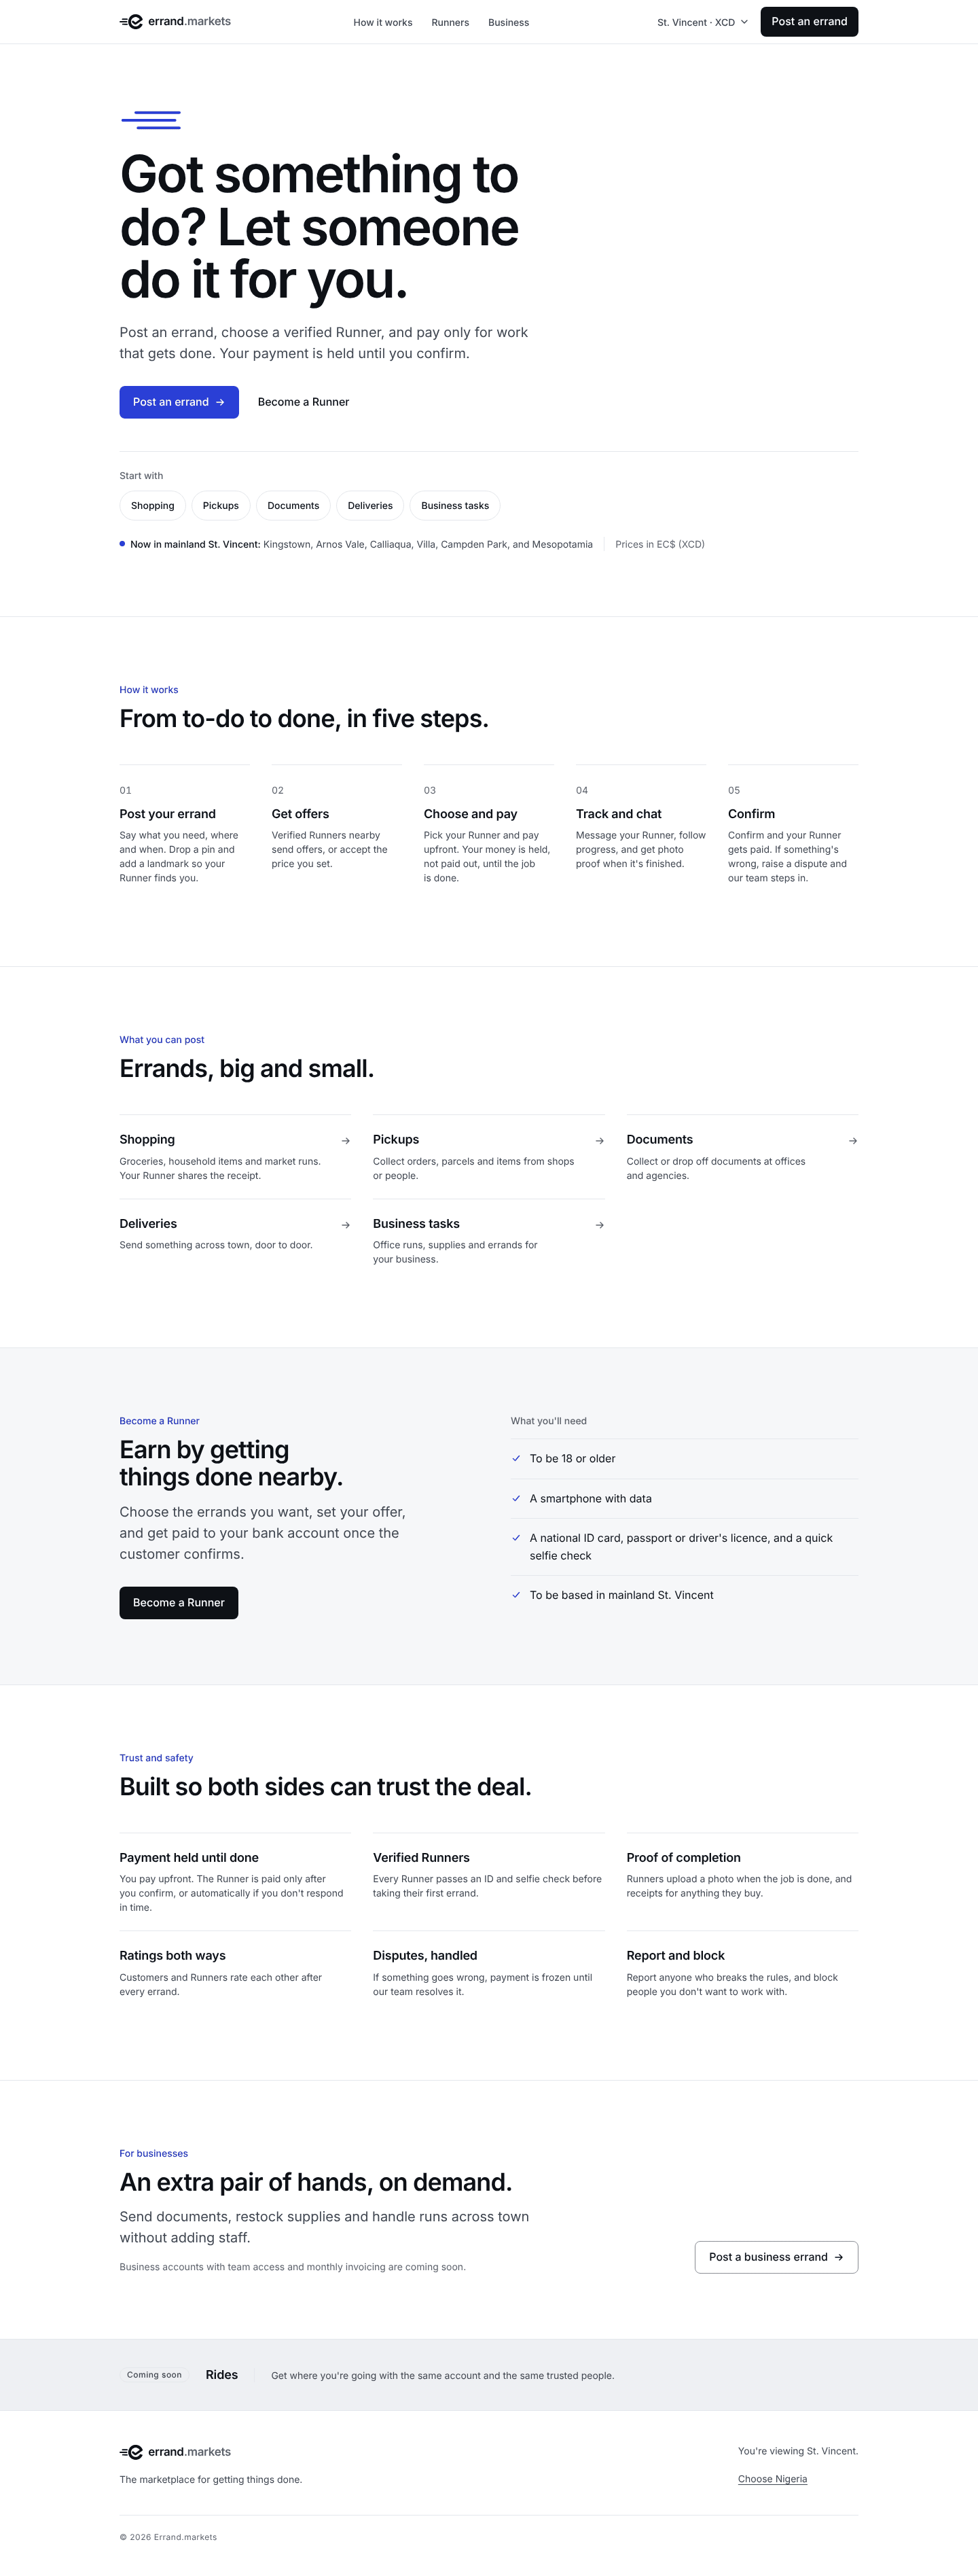 errand.markets
How it works
Runners
Business
St. Vincent · XCD
Post an errand
Got something to
do? Let someone
do it for you.
Post an errand, choose a verified Runner, and pay only for work
that gets done. Your payment is held until you confirm.
Post an errand →
Become a Runner
Start with
Shopping
Pickups
Documents
Deliveries
Business tasks
Now in mainland St. Vincent: Kingstown, Arnos Vale, Calliaqua, Villa, Campden Park, and Mesopotamia
Prices in EC$ (XCD)
How it works
From to-do to done, in five steps.
01
Post your errand
Say what you need, where
and when. Drop a pin and
add a landmark so your
Runner finds you.
02
Get offers
Verified Runners nearby
send offers, or accept the
price you set.
03
Choose and pay
Pick your Runner and pay
upfront. Your money is held,
not paid out, until the job
is done.
04
Track and chat
Message your Runner, follow
progress, and get photo
proof when it's finished.
05
Confirm
Confirm and your Runner
gets paid. If something's
wrong, raise a dispute and
our team steps in.
What you can post
Errands, big and small.
Shopping →
Groceries, household items and market runs.
Your Runner shares the receipt.
Pickups →
Collect orders, parcels and items from shops
or people.
Documents →
Collect or drop off documents at offices
and agencies.
Deliveries →
Send something across town, door to door.
Business tasks →
Office runs, supplies and errands for
your business.
Become a Runner
Earn by getting
things done nearby.
Choose the errands you want, set your offer,
and get paid to your bank account once the
customer confirms.
Become a Runner
What you'll need
To be 18 or older
A smartphone with data
A national ID card, passport or driver's licence, and a quick
selfie check
To be based in mainland St. Vincent
Trust and safety
Built so both sides can trust the deal.
Payment held until done
You pay upfront. The Runner is paid only after
you confirm, or automatically if you don't respond
in time.
Verified Runners
Every Runner passes an ID and selfie check before
taking their first errand.
Proof of completion
Runners upload a photo when the job is done, and
receipts for anything they buy.
Ratings both ways
Customers and Runners rate each other after
every errand.
Disputes, handled
If something goes wrong, payment is frozen until
our team resolves it.
Report and block
Report anyone who breaks the rules, and block
people you don't want to work with.
For businesses
An extra pair of hands, on demand.
Send documents, restock supplies and handle runs across town
without adding staff.
Business accounts with team access and monthly invoicing are coming soon.
Post a business errand →
Coming soon
Rides
Get where you're going with the same account and the same trusted people.
errand.markets
The marketplace for getting things done.
You're viewing St. Vincent.
Choose Nigeria
© 2026 Errand.markets